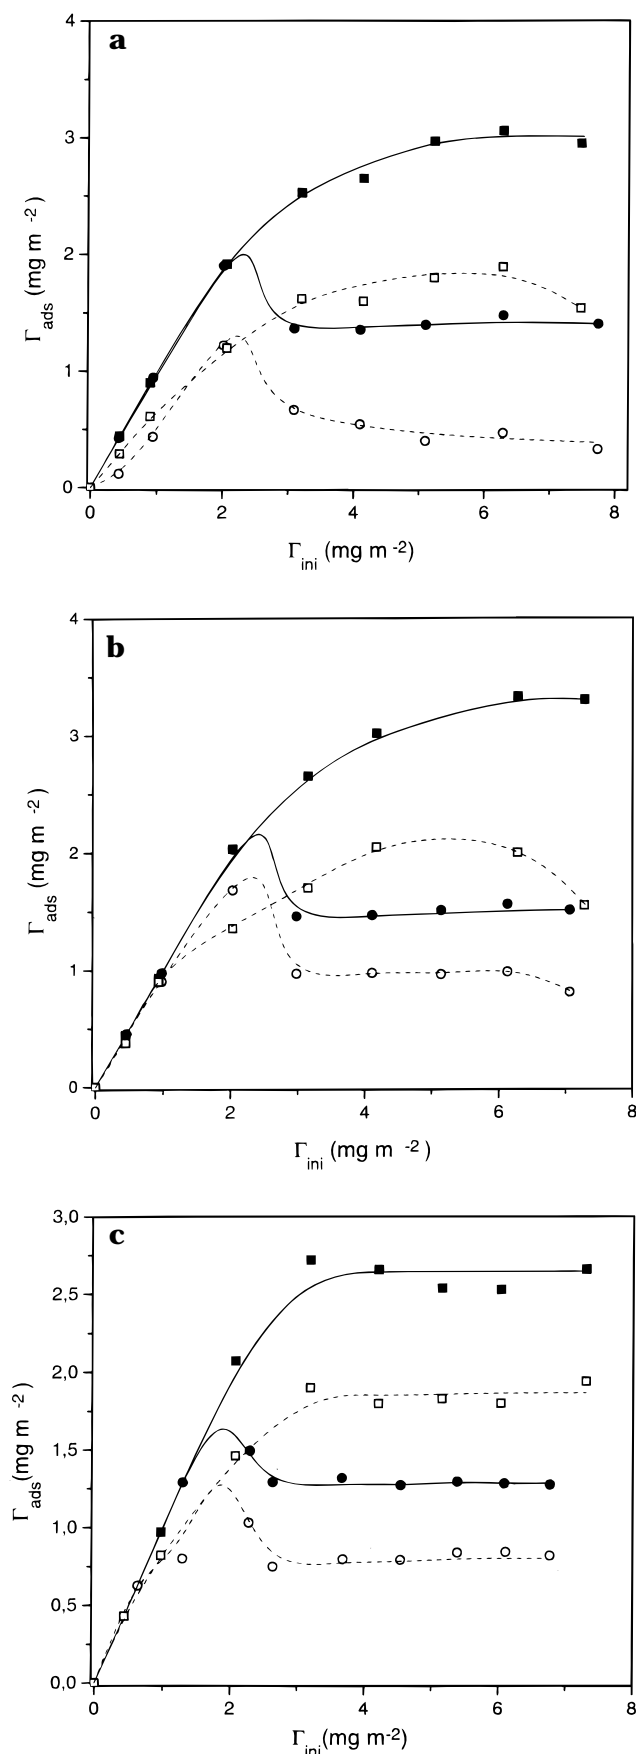 a
4
3
2
1
0
Γads (mg m -2)
0 2 4 6 8
Γini (mg m -2)
b
4
3
2
1
0
Γads (mg m -2)
0 2 4 6 8
Γini (mg m -2)
c
3,0
2,5
2,0
1,5
1,0
0,5
0,0
Γads(mg m -2)
0 2 4 6 8
Γini(mg m-2)